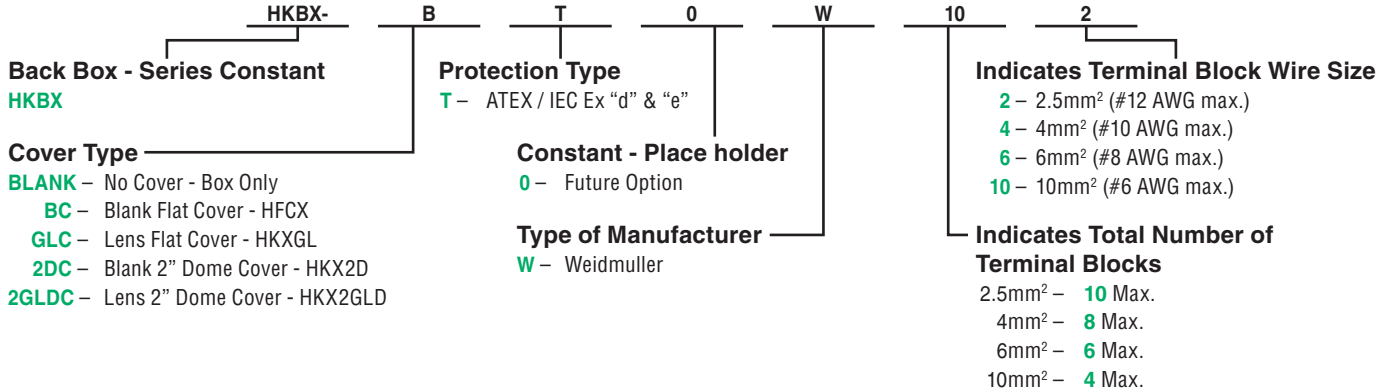 HKBX- B T 0 W 10 2
Back Box - Series Constant
HKBX
Cover Type
BLANK – No Cover - Box Only
BC – Blank Flat Cover - HFCX
GLC – Lens Flat Cover - HKXGL
2DC – Blank 2” Dome Cover - HKX2D
2GLDC – Lens 2” Dome Cover - HKX2GLD
Protection Type
T – ATEX / IEC Ex “d” & “e”
Constant - Place holder
0 – Future Option
Type of Manufacturer
W – Weidmuller
Indicates Terminal Block Wire Size
2 – 2.5mm² (#12 AWG max.)
4 – 4mm² (#10 AWG max.)
6 – 6mm² (#8 AWG max.)
10 – 10mm² (#6 AWG max.)
Indicates Total Number of
Terminal Blocks
2.5mm² – 10 Max.
4mm² – 8 Max.
6mm² – 6 Max.
10mm² – 4 Max.